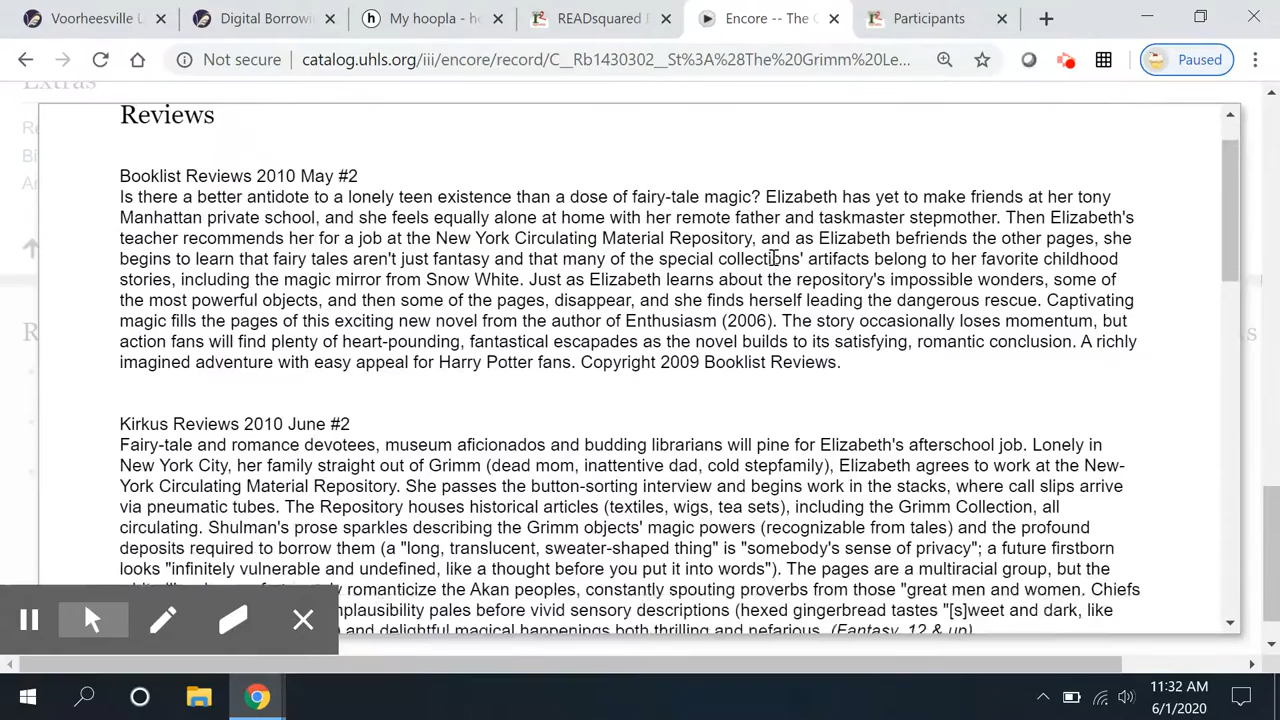 Voorheesville L
Digital Borrowin
My hoopla - h
READsquared
Encore -- The
Participants
Not secure
catalog.uhls.org/iii/encore/record/C__Rb1430302__St%3A%28The%20Grimm%20Le...
Paused
Extras
Reviews
Booklist Reviews 2010 May #2
Is there a better antidote to a lonely teen existence than a dose of fairy-tale magic? Elizabeth has yet to make friends at her tony
Manhattan private school, and she feels equally alone at home with her remote father and taskmaster stepmother. Then Elizabeth's
teacher recommends her for a job at the New York Circulating Material Repository, and as Elizabeth befriends the other pages, she
begins to learn that fairy tales aren't just fantasy and that many of the special collections' artifacts belong to her favorite childhood
stories, including the magic mirror from Snow White. Just as Elizabeth learns about the repository's impossible wonders, some of
the most powerful objects, and then some of the pages, disappear, and she finds herself leading the dangerous rescue. Captivating
magic fills the pages of this exciting new novel from the author of Enthusiasm (2006). The story occasionally loses momentum, but
action fans will find plenty of heart-pounding, fantastical escapades as the novel builds to its satisfying, romantic conclusion. A richly
imagined adventure with easy appeal for Harry Potter fans. Copyright 2009 Booklist Reviews.
Kirkus Reviews 2010 June #2
Fairy-tale and romance devotees, museum aficionados and budding librarians will pine for Elizabeth's afterschool job. Lonely in
New York City, her family straight out of Grimm (dead mom, inattentive dad, cold stepfamily), Elizabeth agrees to work at the New-
York Circulating Material Repository. She passes the button-sorting interview and begins work in the stacks, where call slips arrive
via pneumatic tubes. The Repository houses historical articles (textiles, wigs, tea sets), including the Grimm Collection, all
circulating. Shulman's prose sparkles describing the Grimm objects' magic powers (recognizable from tales) and the profound
deposits required to borrow them (a "long, translucent, sweater-shaped thing" is "somebody's sense of privacy"; a future firstborn
looks "infinitely vulnerable and undefined, like a thought before you put it into words"). The pages are a multiracial group, but the
romanticize the Akan peoples, constantly spouting proverbs from those "great men and women. Chiefs
mplausibility pales before vivid sensory descriptions (hexed gingerbread tastes "[s]weet and dark, like
and delightful magical happenings both thrilling and nefarious. (Fantasy. 12 & up)
11:32 AM
6/1/2020